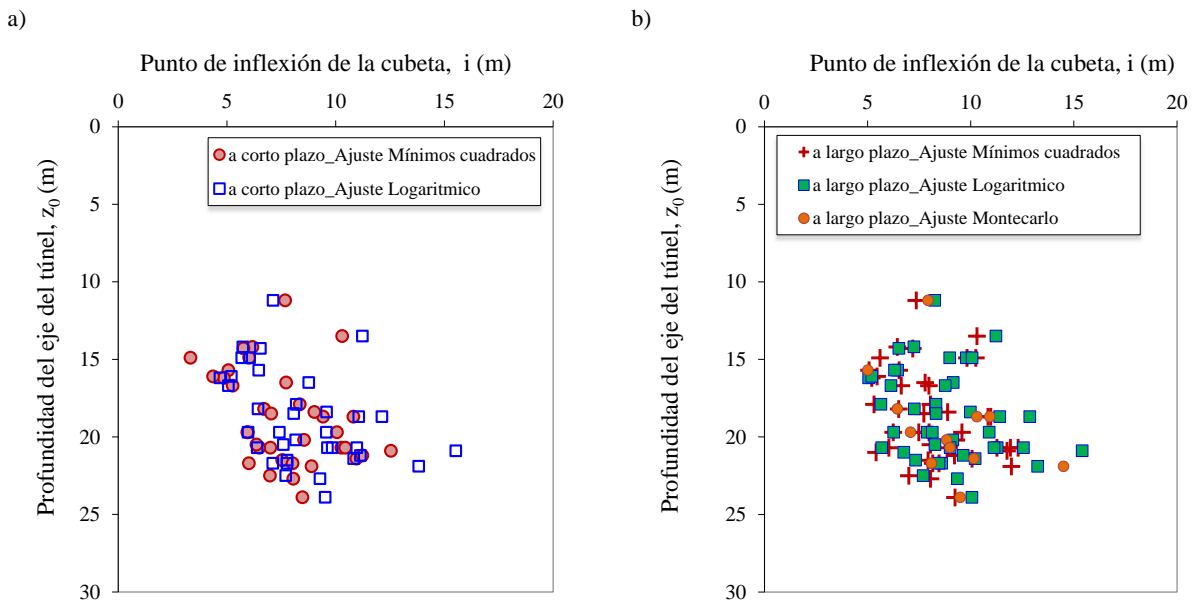 a)
Punto de inflexión de la cubeta, i (m)
0 5 10 15 20
0
5
10
15
20
25
30
Profundidad del eje del túnel, z0 (m)
a corto plazo_Ajuste Mínimos cuadrados
a corto plazo_Ajuste Logaritmico
b)
Punto de inflexión de la cubeta, i (m)
0 5 10 15 20
0
5
10
15
20
25
30
Profundidad del eje del túnel, z0 (m)
a largo plazo_Ajuste Mínimos cuadrados
a largo plazo_Ajuste Logaritmico
a largo plazo_Ajuste Montecarlo